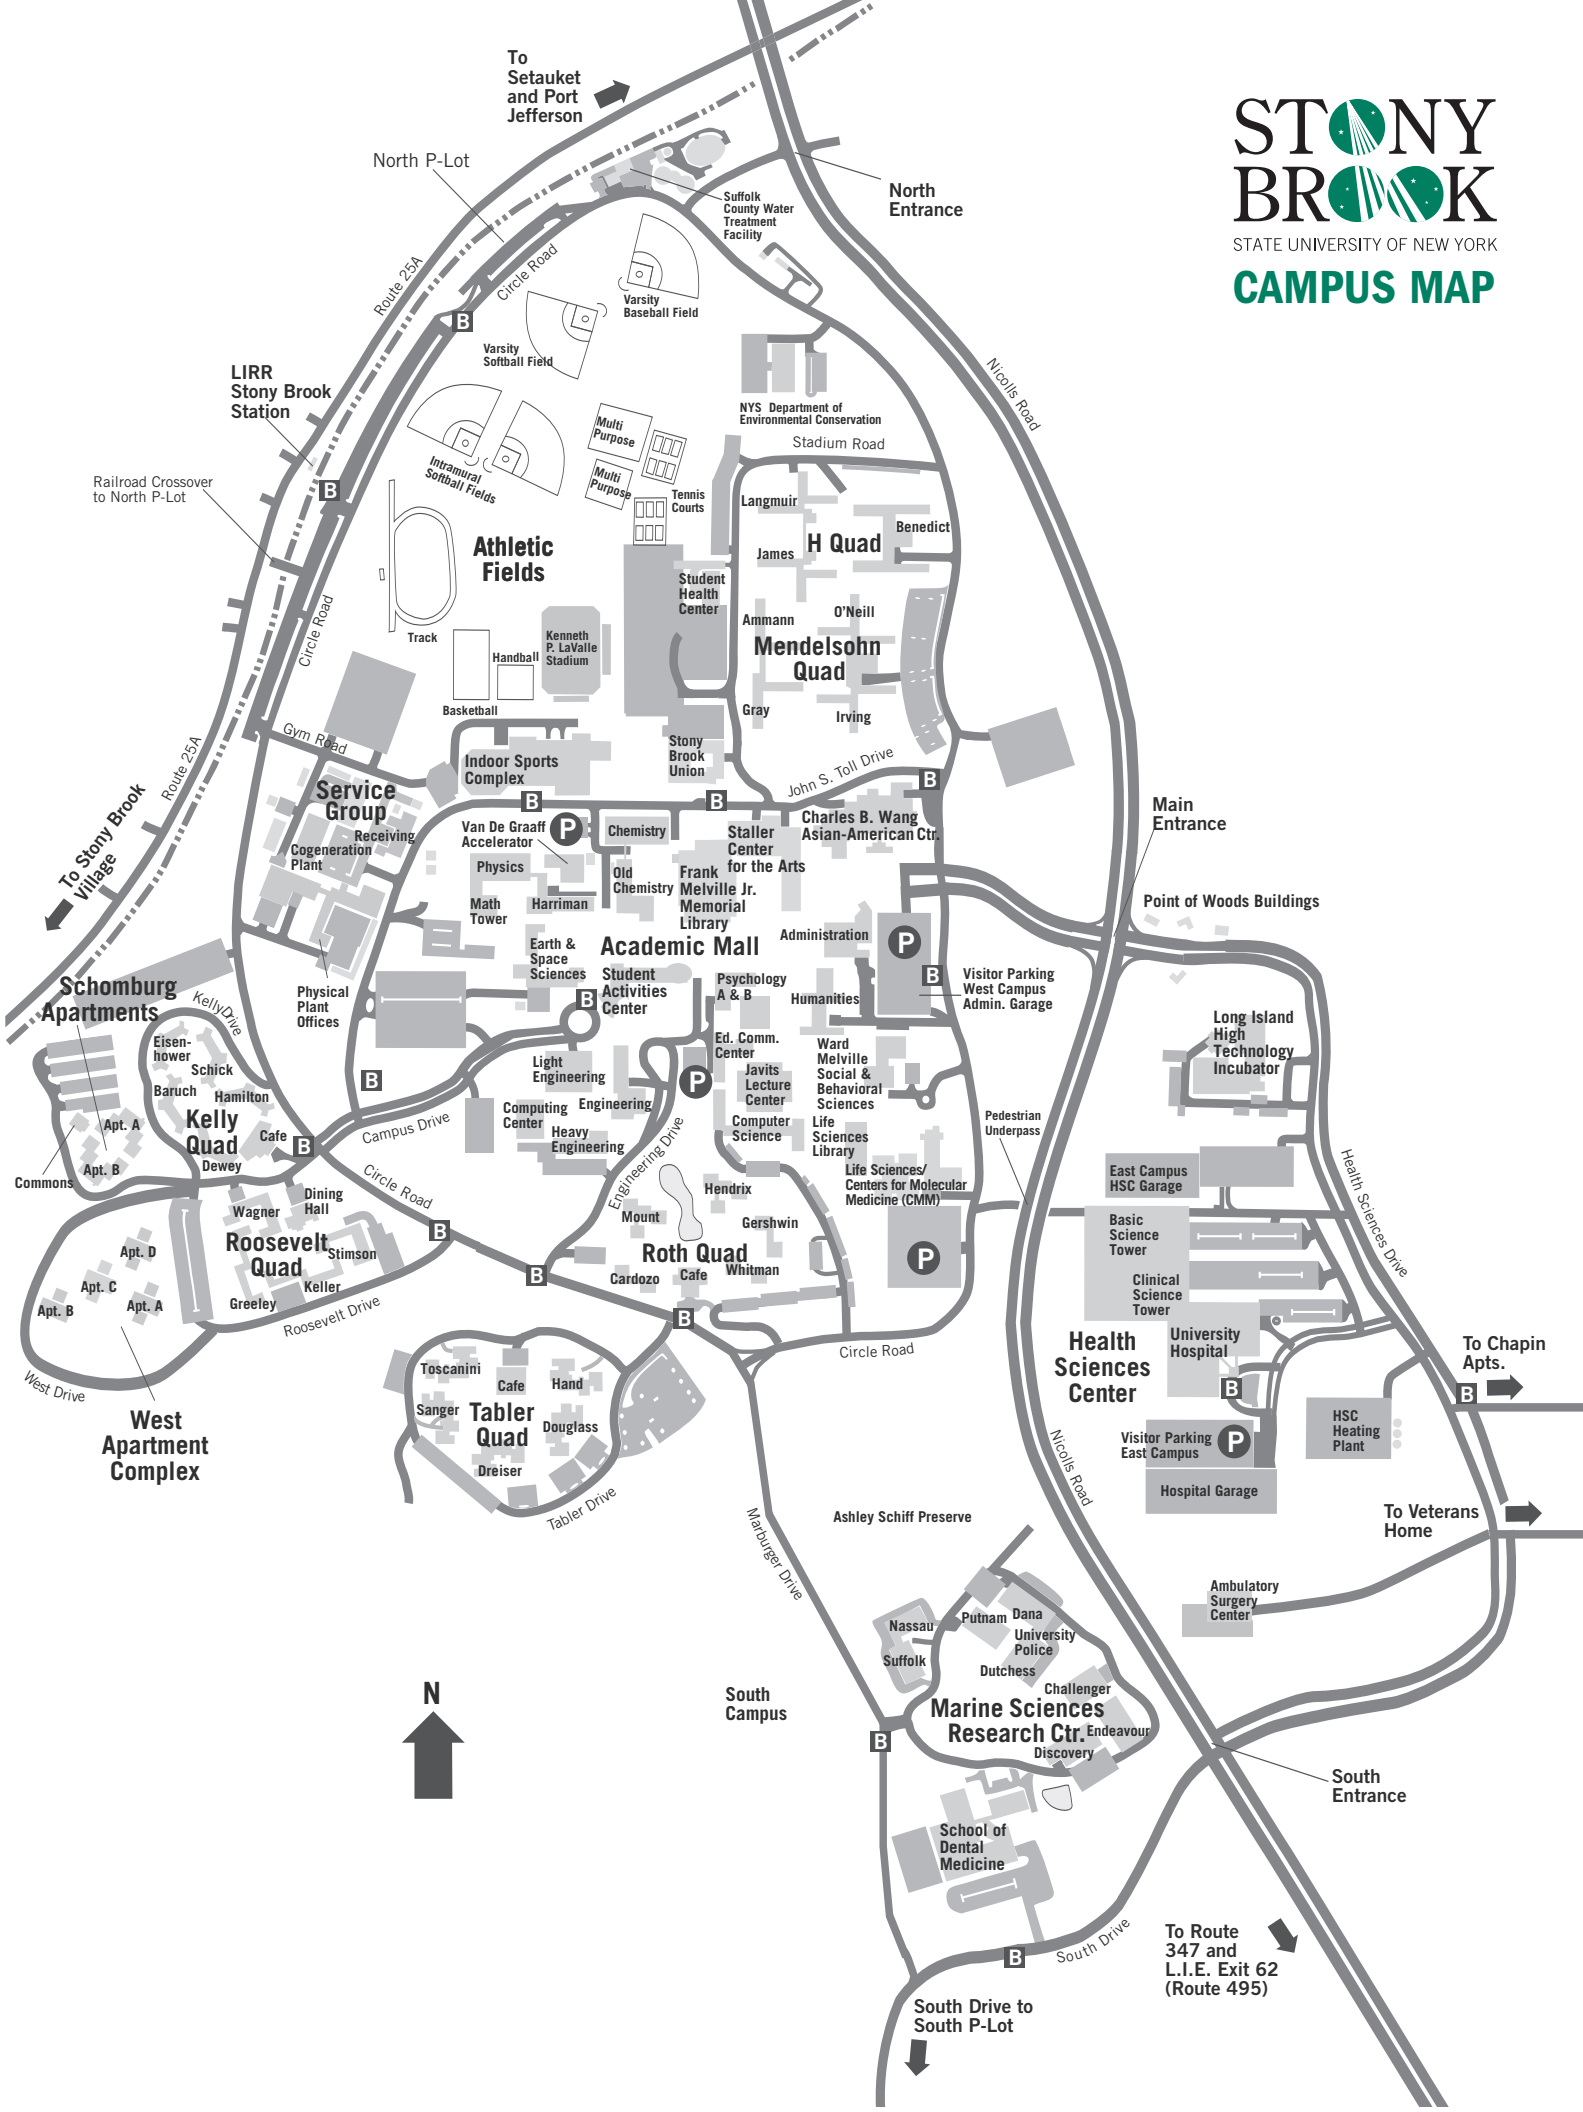 STONY
BROOK
STATE UNIVERSITY OF NEW YORK
CAMPUS MAP
To
Setauket
and Port
Jefferson
North P-Lot
North
Entrance
Suffolk
County Water
Treatment
Facility
Route 25A
Circle Road
Varsity
Baseball Field
B
Varsity
Softball Field
LIRR
Stony Brook
Station
Nicolls Road
NYS Department of
Environmental Conservation
Multi
Purpose
Stadium Road
Intramural
Softball Fields
Multi
Purpose
Railroad Crossover
to North P-Lot
B
Tennis
Courts
Langmuir
Benedict
H Quad
James
Athletic
Fields
Student
Health
Center
Circle Road
Track
Ammann
O'Neill
Kenneth
P. LaValle
Stadium
Handball
Mendelsohn
Quad
Basketball
Gray
Irving
Gym Road
Route 25A
Stony
Brook
Union
Indoor Sports
Complex
John S. Toll Drive
B
Service
Group
B
B
Main
Entrance
To Stony Brook
Village
Receiving
Cogeneration
Plant
Van De Graaff
Accelerator
P
Chemistry
Staller
Center
for the Arts
Charles B. Wang
Asian-American Ctr.
Physics
Old
Chemistry
Frank
Melville Jr.
Memorial
Library
Math
Tower
Harriman
Point of Woods Buildings
Administration
P
Earth &
Space
Sciences
Academic Mall
Student
Activities
Center
B
Psychology
A & B
Humanities
B
Visitor Parking
West Campus
Admin. Garage
Schomburg
Apartments
Kelly Drive
Physical
Plant
Offices
Long Island
High
Technology
Incubator
Eisen-
hower
Schick
Baruch
Hamilton
Kelly
Quad
Cafe
Dewey
B
B
Apt. A
Apt. B
Commons
Light
Engineering
Ed. Comm.
Center
Ward
Melville
Social &
Behavioral
Sciences
P
Javits
Lecture
Center
Computing
Center
Engineering
Heavy
Engineering
Campus Drive
Computer
Science
Life
Sciences
Library
Pedestrian
Underpass
Life Sciences/
Centers for Molecular
Medicine (CMM)
East Campus
HSC Garage
Health Sciences Drive
Circle Road
Engineering Drive
Hendrix
Dining
Hall
Wagner
Mount
Gershwin
Basic
Science
Tower
B
Roosevelt
Quad
Stimson
Apt. D
Apt. C
Apt. B
Apt. A
Keller
Greeley
Roosevelt Drive
Roth Quad
Cardozo
Cafe
Whitman
P
B
Clinical
Science
Tower
B
Circle Road
University
Hospital
Health
Sciences
Center
B
To Chapin
Apts.
B
West Drive
West
Apartment
Complex
Toscanini
Cafe
Hand
Sanger
Tabler
Quad
Douglass
Dreiser
Tabler Drive
HSC
Heating
Plant
Visitor Parking
East Campus
P
Hospital Garage
Nicolls Road
Marburger Drive
Ashley Schiff Preserve
To Veterans
Home
Ambulatory
Surgery
Center
Nassau
Putnam
Dana
University
Police
Suffolk
Dutchess
Challenger
Marine Sciences
Research Ctr.
Endeavour
Discovery
N
South
Campus
B
South
Entrance
School of
Dental
Medicine
B
South Drive
To Route
347 and
L.I.E. Exit 62
(Route 495)
South Drive to
South P-Lot